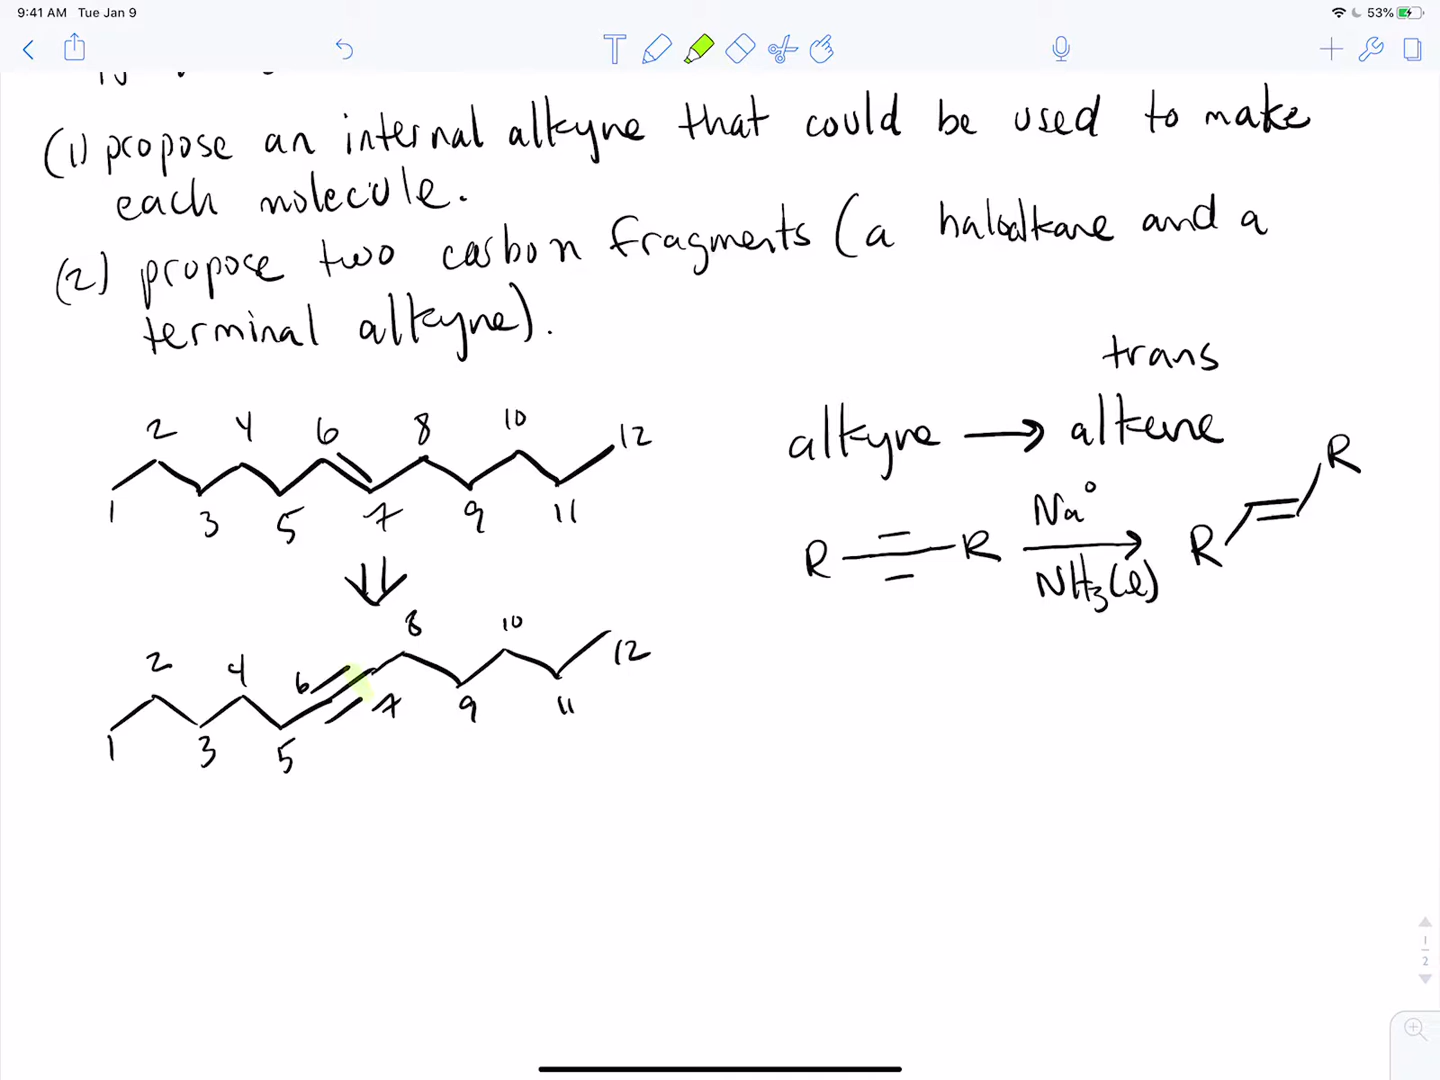 9:41 AM Tue Jan 9
53%
(1) propose an internal alkyne that could be used to make
each molecule.
(2) propose two carbon fragments (a haloalkane and a
terminal alkyne).
trans
alkyne → alkene
2 4 6 8 10 12
1 3 5 7 9 11
R
Na°
R R R
NH3(l)
8 10
2 4 6 12
7 9 11
1 3 5
1
2